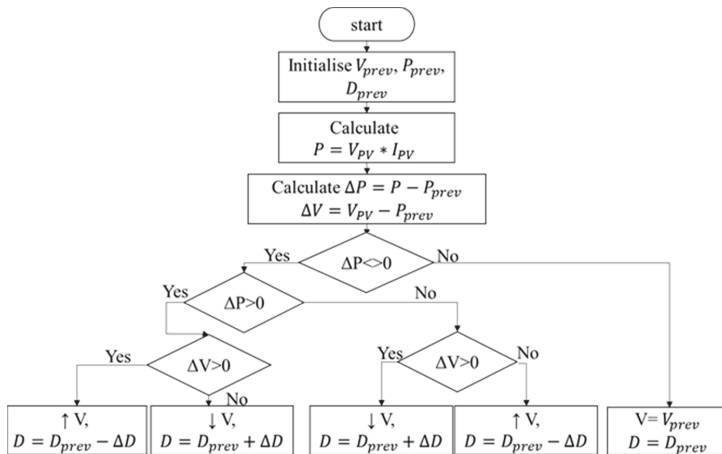 start
Initialise V_prev, P_prev,
D_prev
Calculate
P = V_PV * I_PV
Calculate ΔP = P − P_prev
ΔV = V_PV − P_prev
Yes
ΔP<>0
No
Yes
ΔP>0
No
Yes
ΔV>0
No
Yes
ΔV>0
No
↑ V,
D = D_prev − ΔD
↓ V,
D = D_prev + ΔD
↓ V,
D = D_prev + ΔD
↑ V,
D = D_prev − ΔD
V= V_prev
D = D_prev